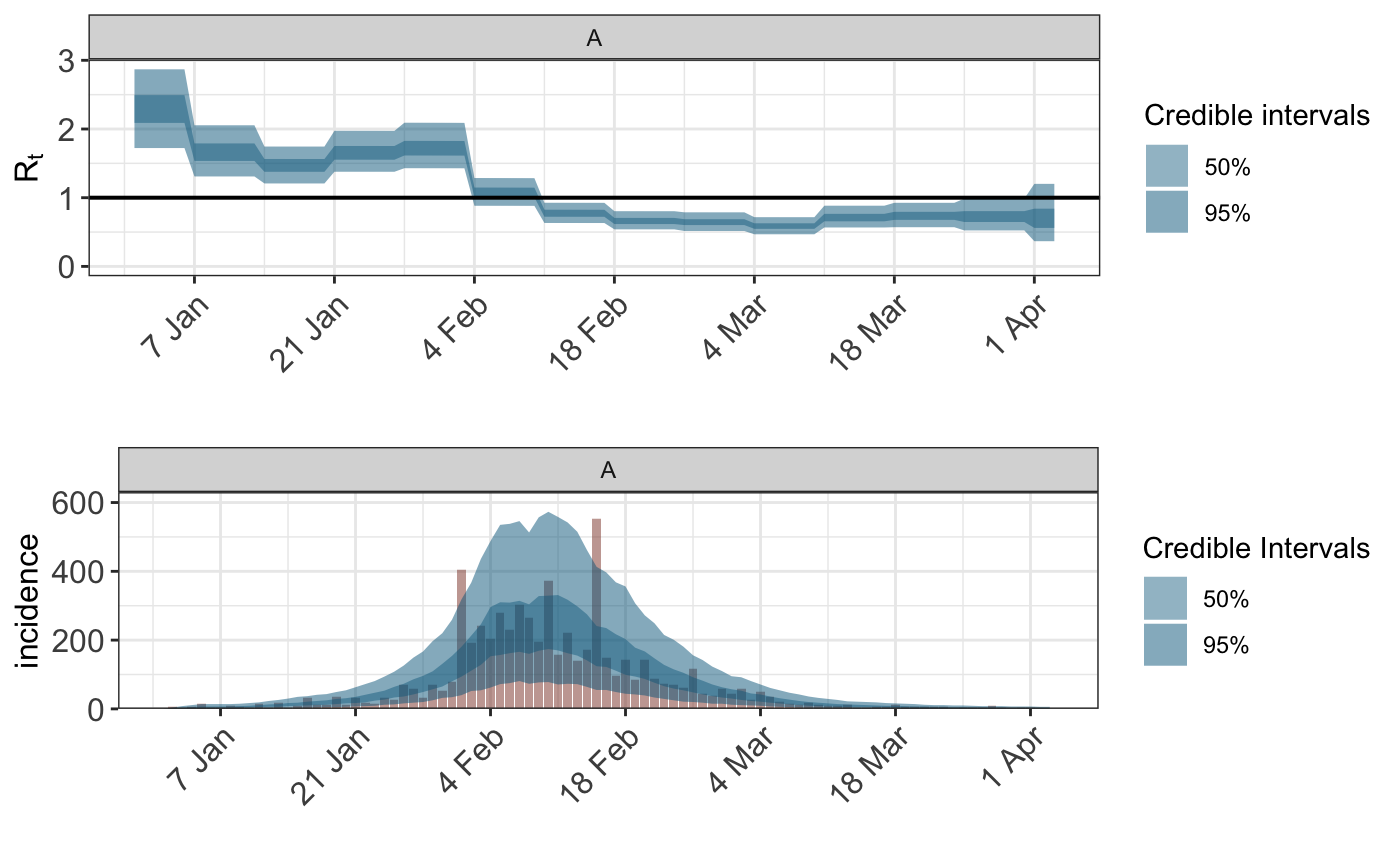 A
3
2
1
0
Rt
7 Jan
21 Jan
4 Feb
18 Feb
4 Mar
18 Mar
1 Apr
Credible intervals
50%
95%
A
600
400
200
0
incidence
7 Jan
21 Jan
4 Feb
18 Feb
4 Mar
18 Mar
1 Apr
Credible Intervals
50%
95%